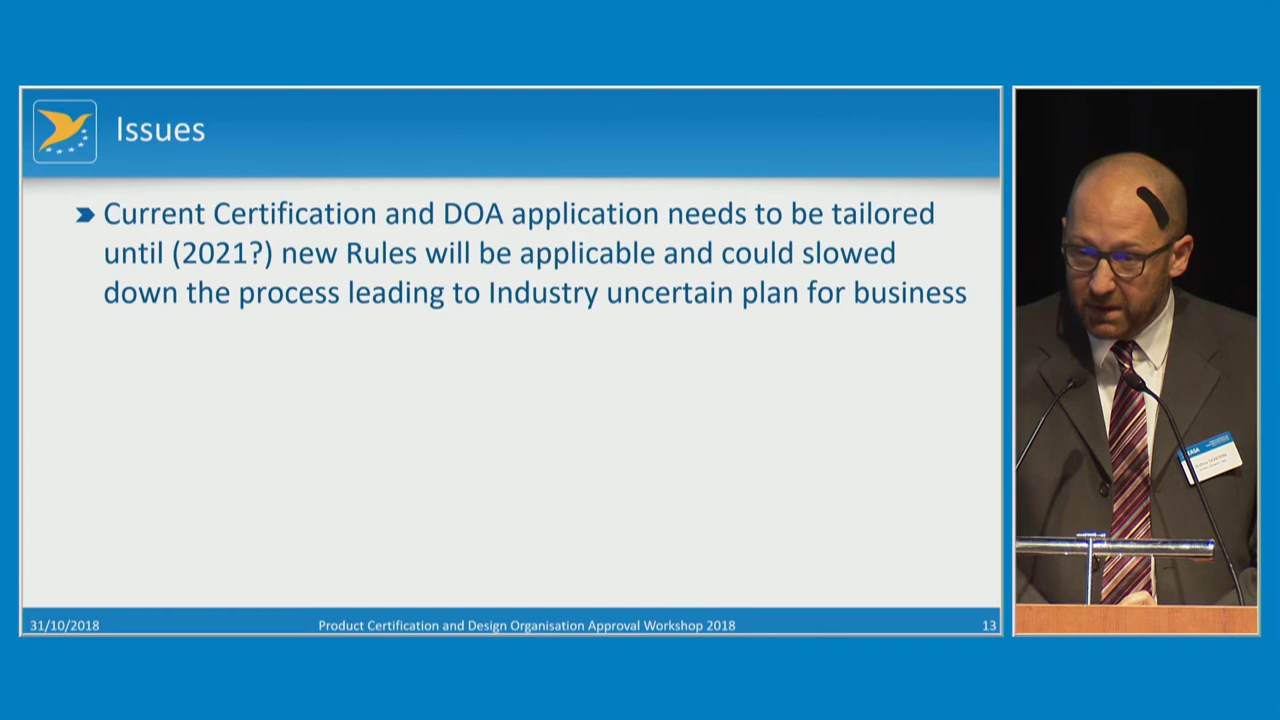 Issues
Current Certification and DOA application needs to be tailored
until (2021?) new Rules will be applicable and could slowed
down the process leading to Industry uncertain plan for business
31/10/2018
Product Certification and Design Organisation Approval Workshop 2018
13
EASA